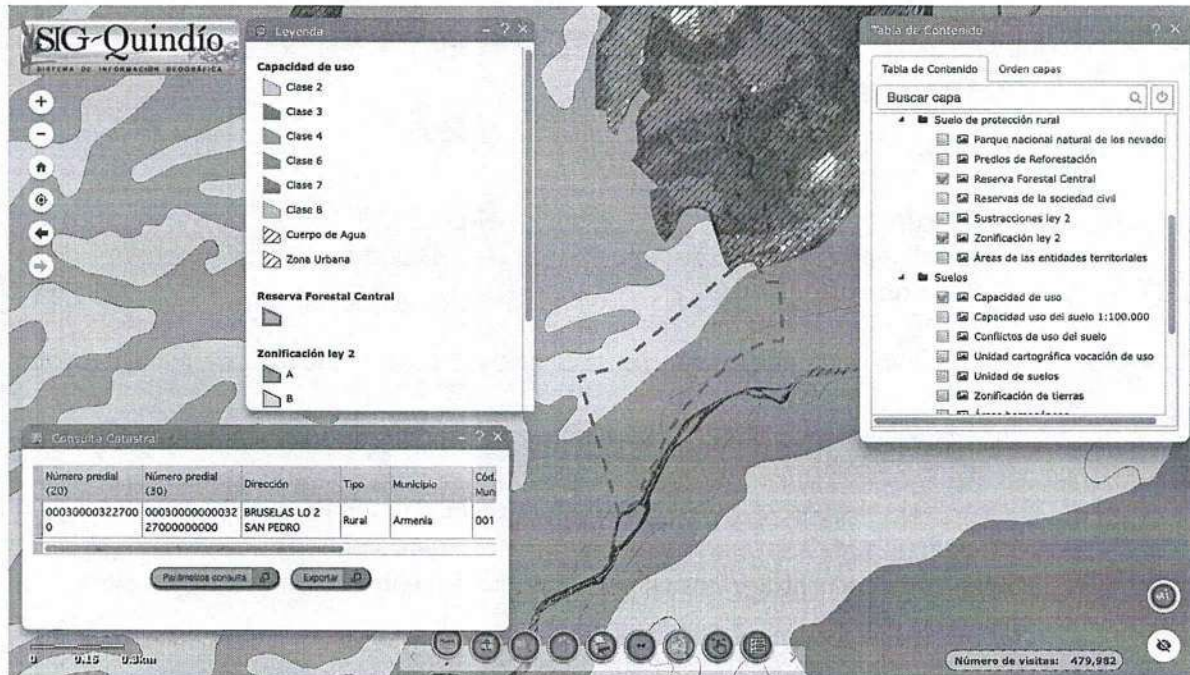 SIG-Quindío
SISTEMA DE INFORMACIÓN GEOGRÁFICA
Leyenda
Capacidad de uso
Clase 2
Clase 3
Clase 4
Clase 6
Clase 7
Clase 8
Cuerpo de Agua
Zona Urbana
Reserva Forestal Central
Zonificación ley 2
A
B
Tabla de Contenido
Tabla de Contenido Orden capas
Buscar capa
Suelo de protección rural
Parque nacional natural de los nevados
Predios de Reforestación
Reserva Forestal Central
Reservas de la sociedad civil
Sustracciones ley 2
Zonificación ley 2
Áreas de las entidades territoriales
Suelos
Capacidad de uso
Capacidad uso del suelo 1:100.000
Conflictos de uso del suelo
Unidad cartográfica vocación de uso
Unidad de suelos
Zonificación de tierras
Consulta Catastral
Número predial Número predial Dirección Tipo Municipio Cód.
(20) (30) Mun
00030000322700 00030000000032 BRUSELAS LO 2 Rural Armenia 001
0 27000000000 SAN PEDRO
Parámetros consulta Exportar
0 0.15 0.3km
Número de visitas: 479,982